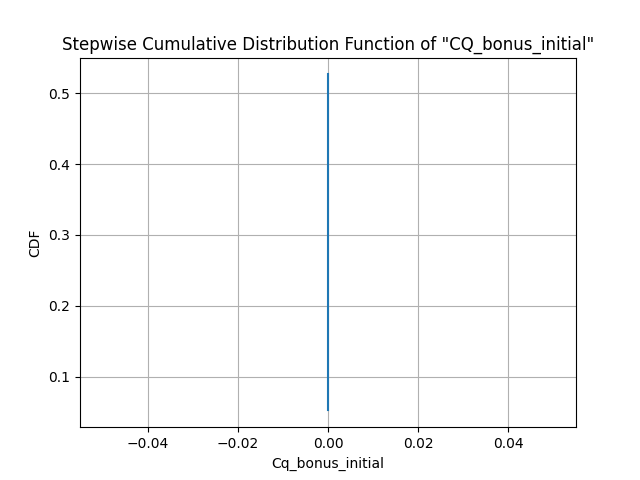 Stepwise Cumulative Distribution Function of "CQ_bonus_initial"
0.5
0.4
0.3
0.2
0.1
CDF
−0.04 −0.02 0.00 0.02 0.04
Cq_bonus_initial